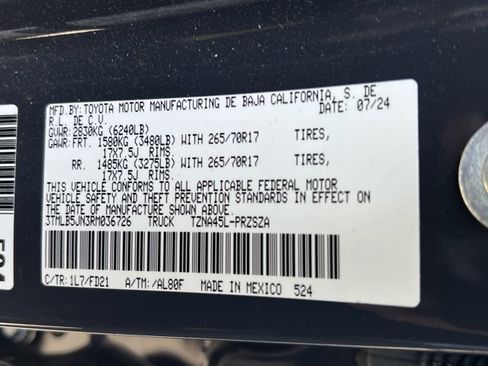 MFD.BY: TOYOTA MOTOR MANUFACTURING DE BAJA CALIFORNIA, S. DE
R.L. DE C.V. DATE: 07/24
GVWR: 2830KG (6240LB)
GAWR: FRT. 1580KG (3480LB) WITH 265/70R17 TIRES,
17X7.5J RIMS.
RR. 1485KG (3275LB) WITH 265/70R17 TIRES,
17X7.5J RIMS.
THIS VEHICLE CONFORMS TO ALL APPLICABLE FEDERAL MOTOR
VEHICLE SAFETY AND THEFT PREVENTION STANDARDS IN EFFECT ON
THE DATE OF MANUFACTURE SHOWN ABOVE.
3TMLB5JN3RM036726 TRUCK TZNA45L-PRZSZA
C/TR: 1L7/FD21 A/TM: /AL80F MADE IN MEXICO 524